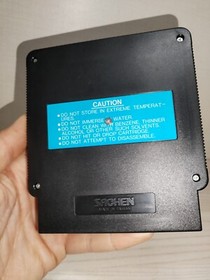 CAUTION
•DO NOT STORE IN EXTREME TEMPERAT-
URES.
•DO NOT IMMERSE IN WATER.
•DO NOT CLEAN WITH BENZENE, THINNER
ALCOHOL OR OTHER SUCH SOLVENTS.
•DO NOT HIT OR DROP CARTRIDGE.
•DO NOT ATTEMPT TO DISASSEMBLE.
SACHEN